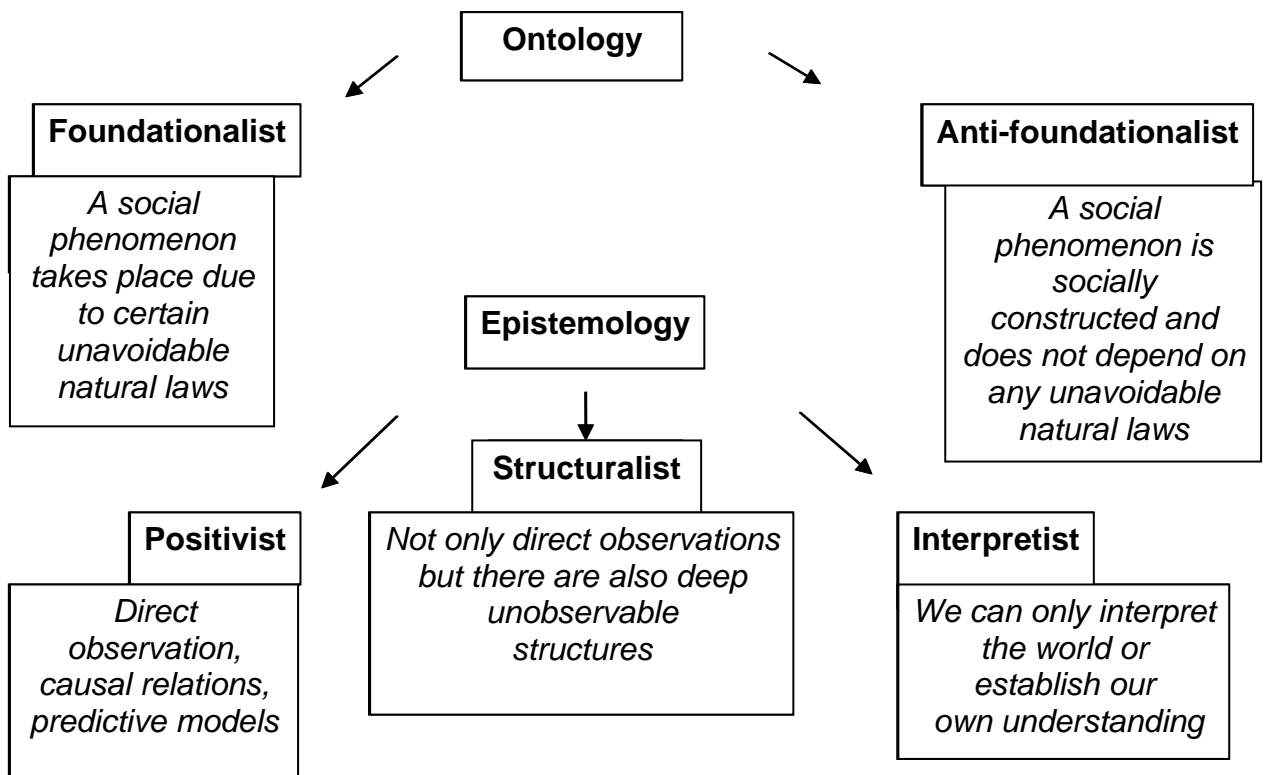 Ontology
Foundationalist
A social
phenomenon
takes place due
to certain
unavoidable
natural laws
Anti-foundationalist
A social
phenomenon is
socially
constructed and
does not depend on
any unavoidable
natural laws
Epistemology
Positivist
Direct
observation,
causal relations,
predictive models
Structuralist
Not only direct observations
but there are also deep
unobservable
structures
Interpretist
We can only interpret
the world or
establish our
own understanding